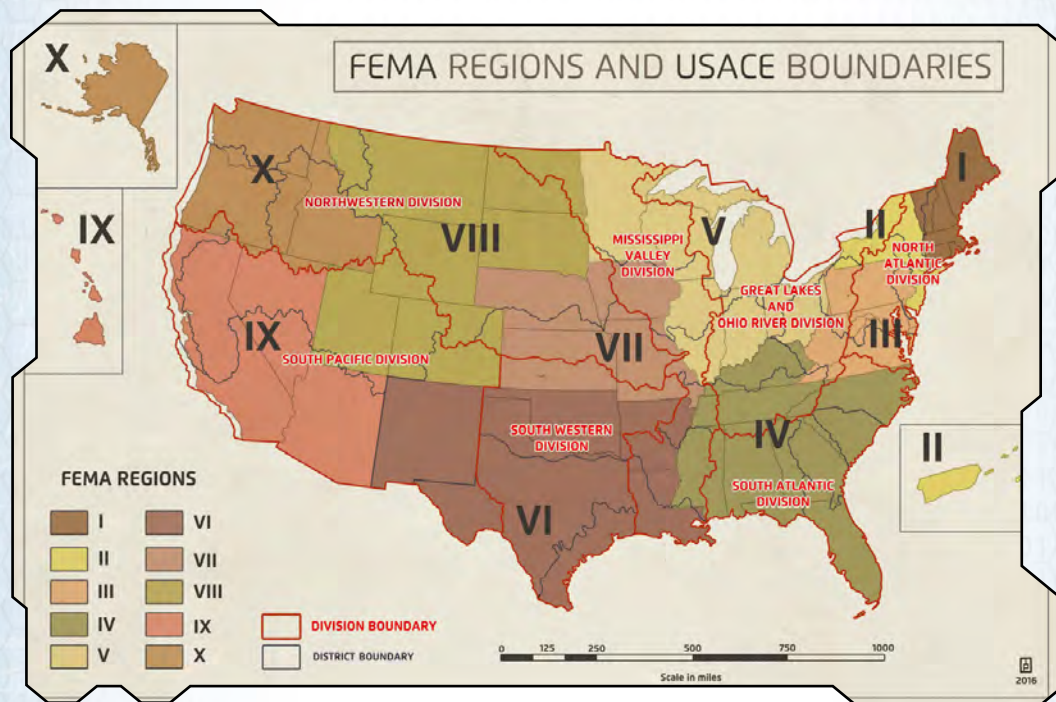 FEMA REGIONS AND USACE BOUNDARIES
X
IX
X
NORTHWESTERN DIVISION
VIII
MISSISSIPPI
VALLEY
DIVISION
V
GREAT LAKES
AND
OHIO RIVER DIVISION
I
II
NORTH
ATLANTIC
DIVISION
III
IX
SOUTH PACIFIC DIVISION
VII
SOUTH WESTERN
DIVISION
IV
SOUTH ATLANTIC
DIVISION
VI
II
FEMA REGIONS
I
II
III
IV
V
VI
VII
VIII
IX
X
DIVISION BOUNDARY
DISTRICT BOUNDARY
0 125 250 500 750 1000
Scale in miles
2016